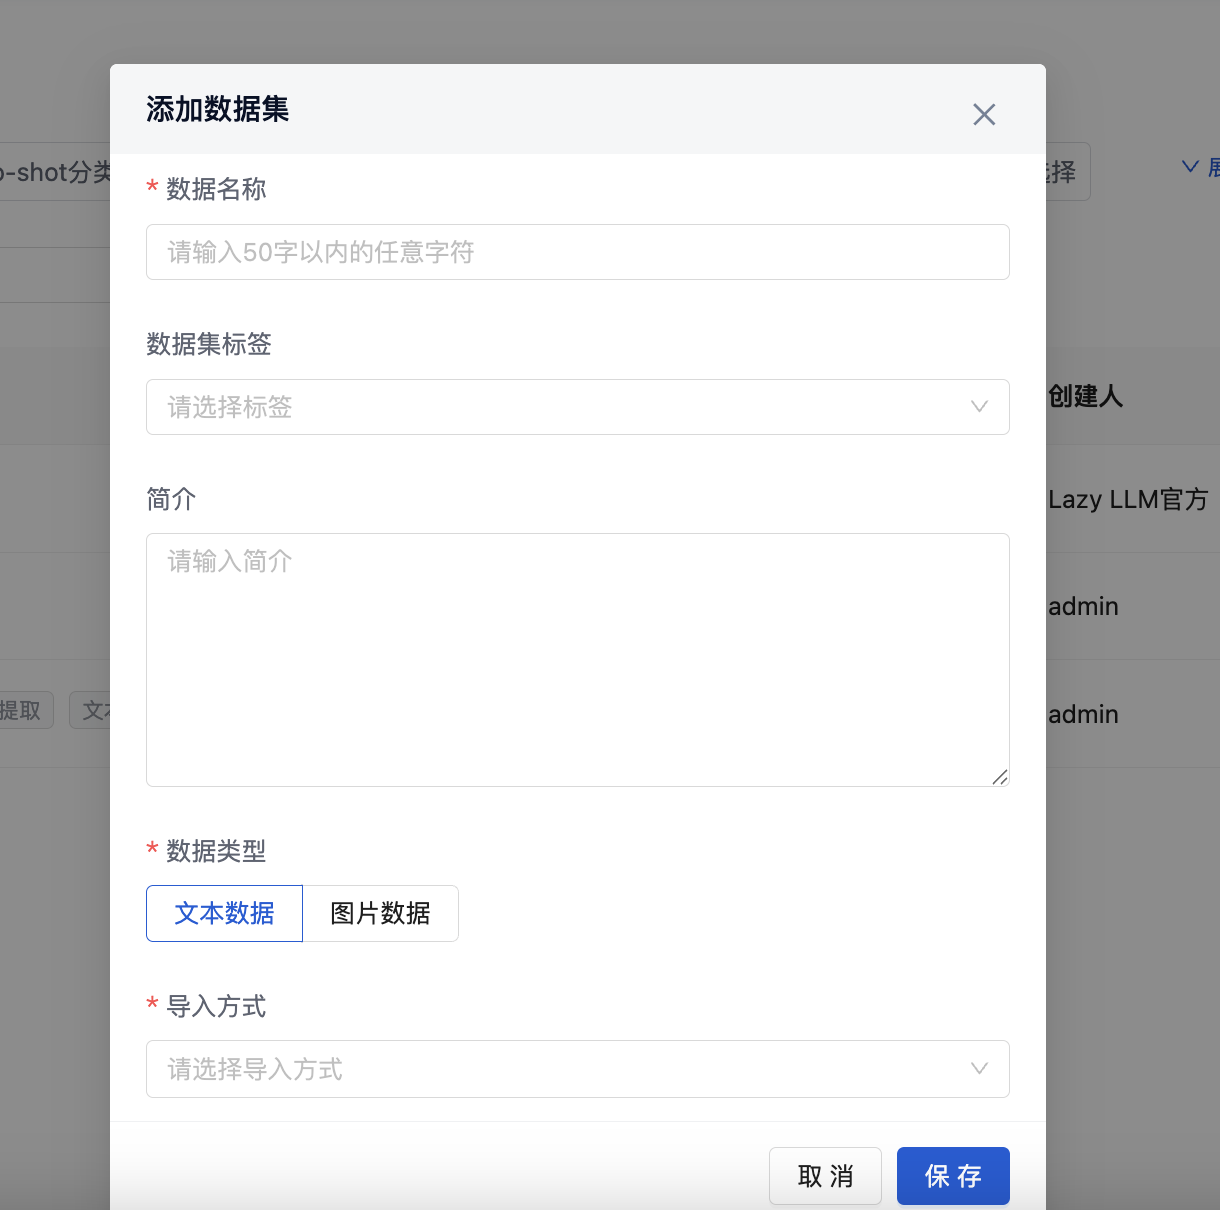 添加数据集
-shot分类
择
展
* 数据名称
请输入50字以内的任意字符
数据集标签
请选择标签
创建人
简介
Lazy LLM官方
请输入简介
admin
提取
文本
admin
* 数据类型
文本数据
图片数据
* 导入方式
请选择导入方式
取 消
保 存